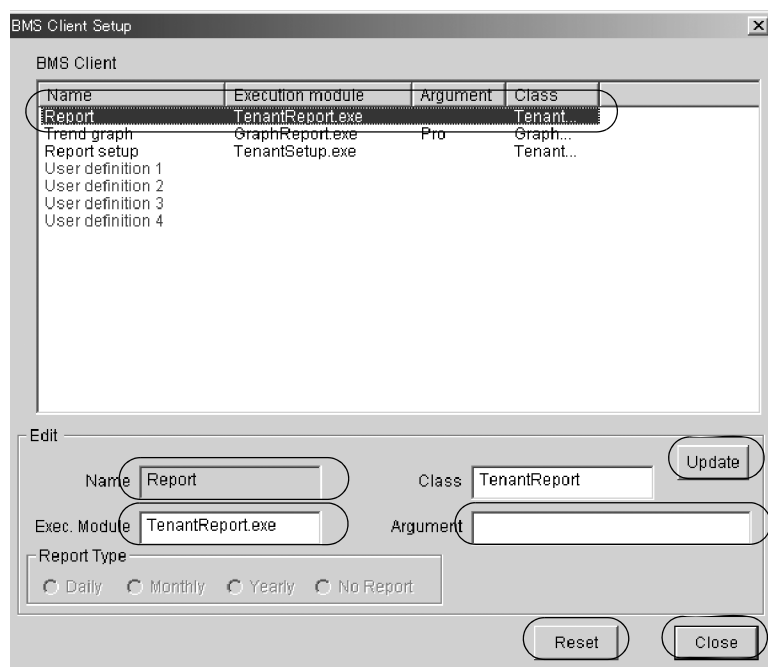 BMS Client Setup
BMS Client
Name Execution module Argument Class
Report TenantReport.exe Tenant...
Trend graph GraphReport.exe Pro Graph...
Report setup TenantSetup.exe Tenant...
User definition 1
User definition 2
User definition 3
User definition 4
Edit
Update
Name Report Class TenantReport
Exec. Module TenantReport.exe Argument
Report Type
Daily Monthly Yearly No Report
Reset Close